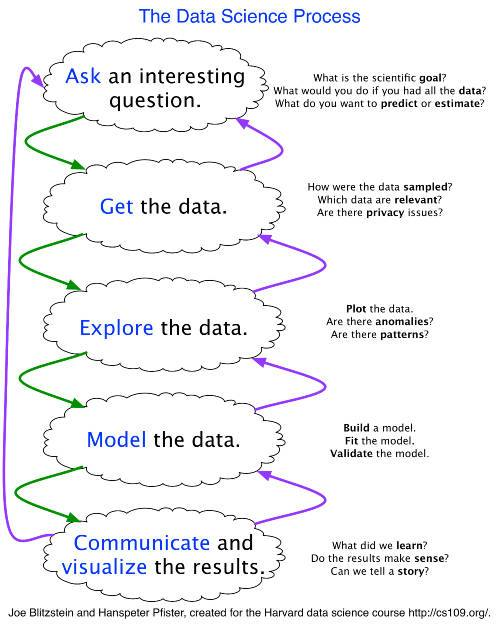 The Data Science Process
Ask an interesting
question.
What is the scientific goal?
What would you do if you had all the data?
What do you want to predict or estimate?
Get the data.
How were the data sampled?
Which data are relevant?
Are there privacy issues?
Explore the data.
Plot the data.
Are there anomalies?
Are there patterns?
Model the data.
Build a model.
Fit the model.
Validate the model.
Communicate and
visualize the results.
What did we learn?
Do the results make sense?
Can we tell a story?
Joe Blitzstein and Hanspeter Pfister, created for the Harvard data science course http://cs109.org/.